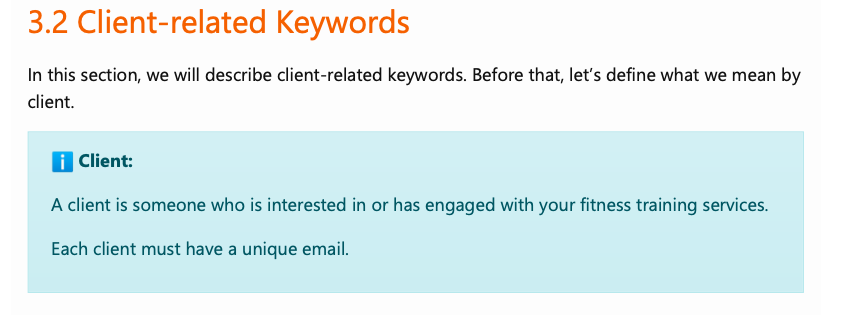 3.2 Client-related Keywords
In this section, we will describe client-related keywords. Before that, let’s define what we mean by
client.
ℹ️ Client:
A client is someone who is interested in or has engaged with your fitness training services.
Each client must have a unique email.